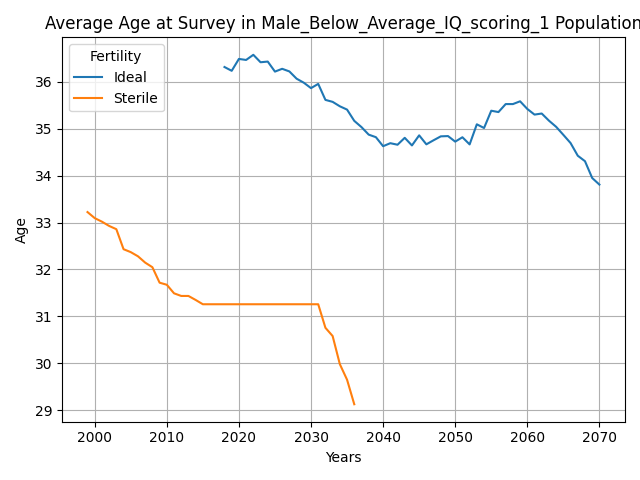 Average Age at Survey in Male_Below_Average_IQ_scoring_1 Population
Fertility
Ideal
Sterile
36
35
34
33
32
31
30
29
Age
2000 2010 2020 2030 2040 2050 2060 2070
Years